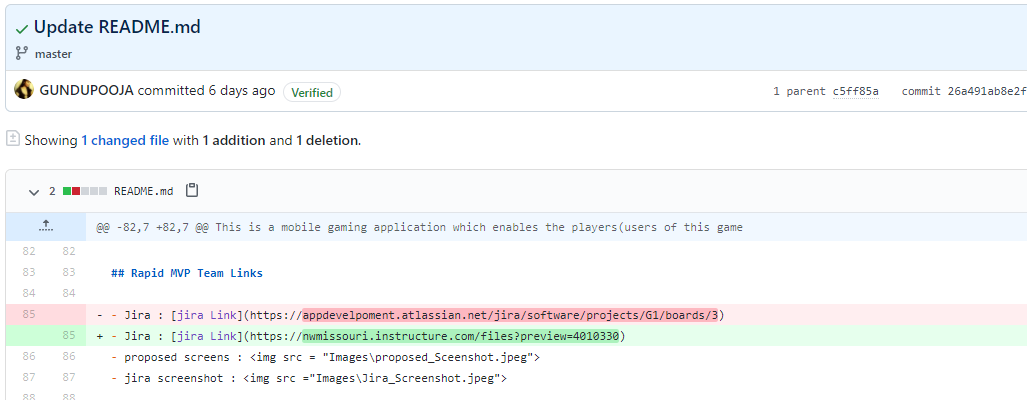 Update README.md
master
GUNDUPOOJA committed 6 days ago Verified 1 parent c5ff85a commit 26a491ab8e2f
Showing 1 changed file with 1 addition and 1 deletion.
2 README.md
@@ -82,7 +82,7 @@ This is a mobile gaming application which enables the players(users of this game
82 82
83 83 ## Rapid MVP Team Links
84 84
85 - - Jira : [jira Link](https://appdevelpoment.atlassian.net/jira/software/projects/G1/boards/3)
85 + - Jira : [jira Link](https://nwmissouri.instructure.com/files?preview=4010330)
86 86 - proposed screens : <img src = "Images\proposed_Sceenshot.jpeg">
87 87 - jira screenshot : <img src ="Images\Jira_Screenshot.jpeg">
88 88